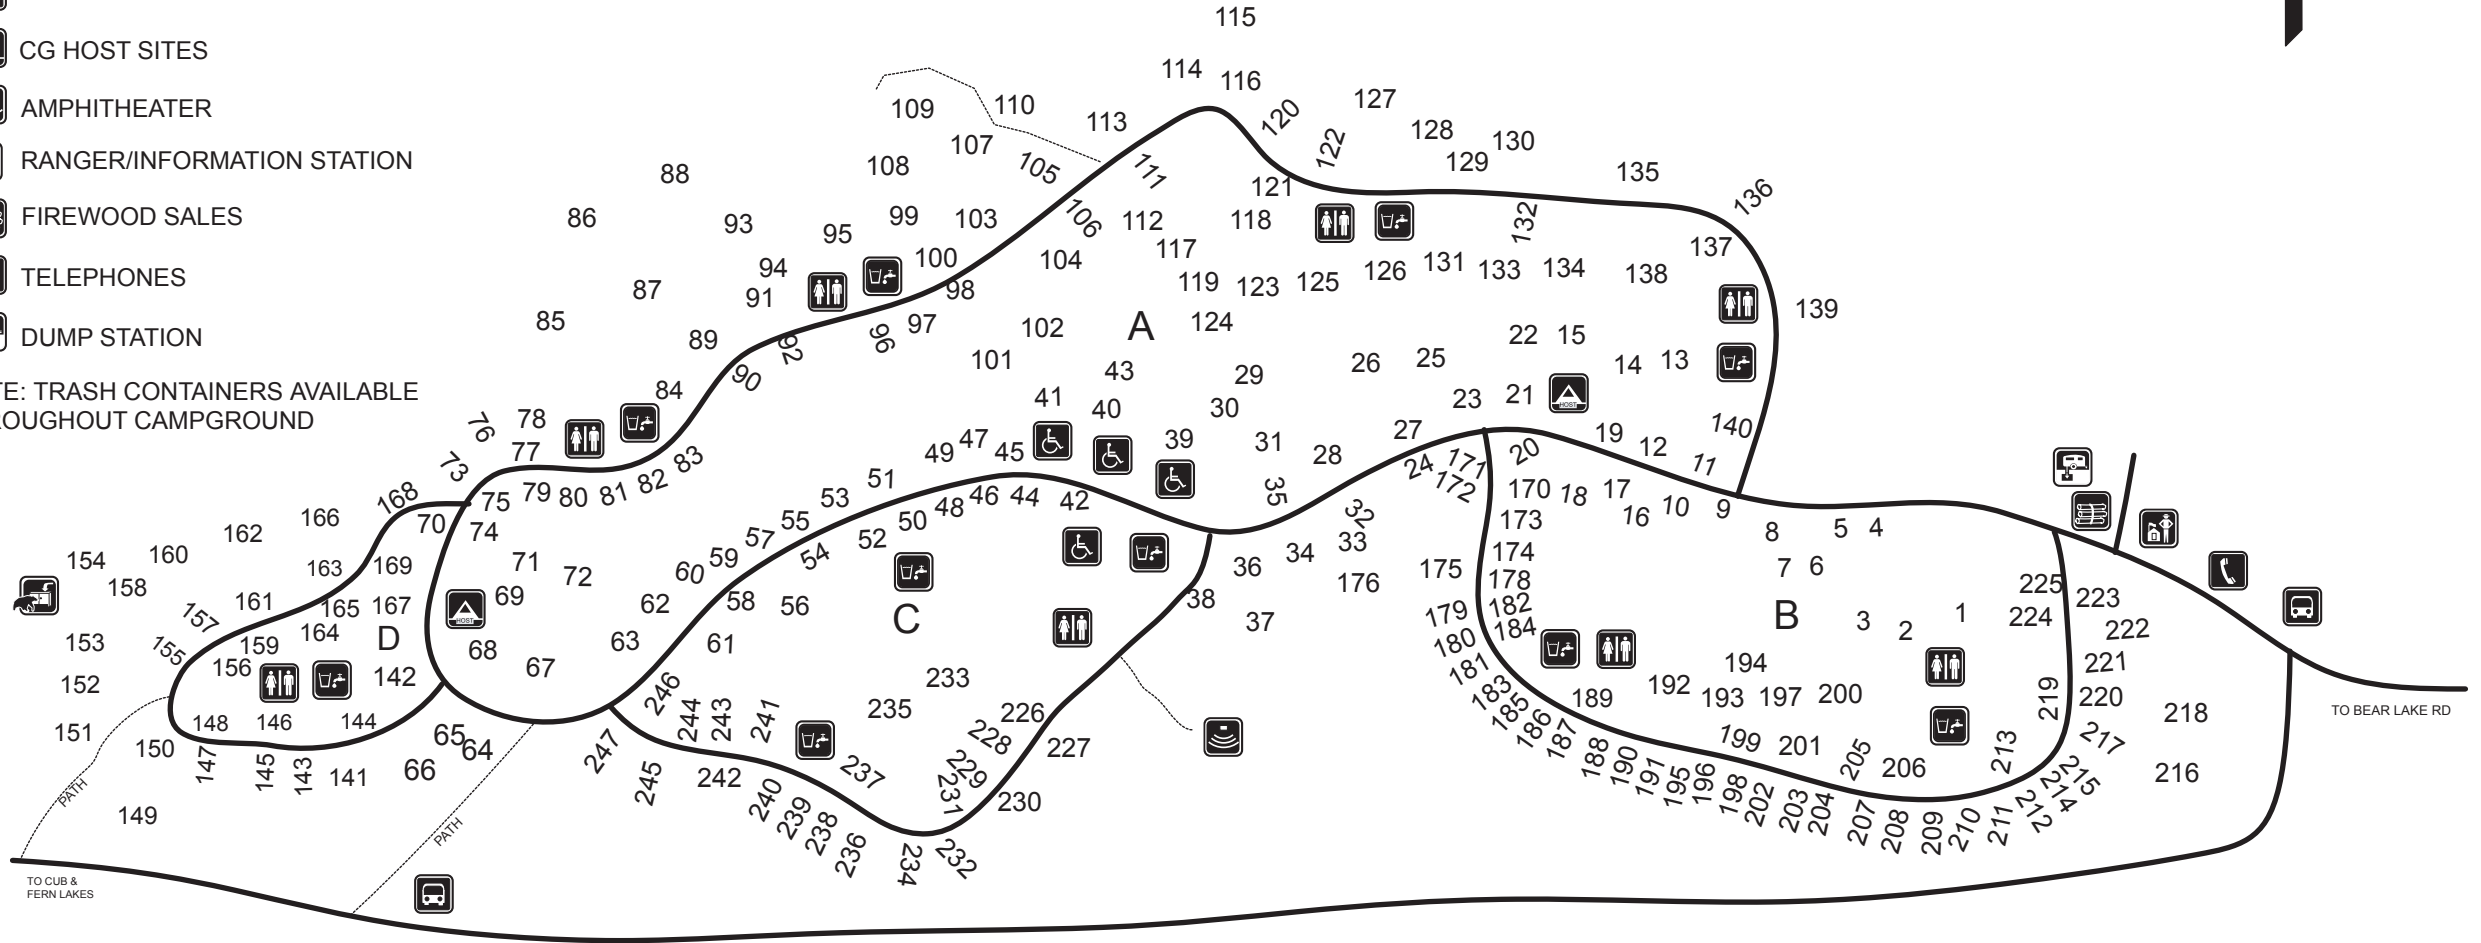 CG HOST SITES
AMPHITHEATER
RANGER/INFORMATION STATION
FIREWOOD SALES
TELEPHONES
DUMP STATION
TE: TRASH CONTAINERS AVAILABLE
ROUGHOUT CAMPGROUND
115
114 116
109 110 113 120 127
128 130
107 122 129
88 108 105 111 135
121 136
86 93 95 99 103 106 112 118 132
117 137
94 100 104 126 131 133 134 138
87 91 98 119 123 125
139
85 89 92 96 97 102 A 124 22 15
101 26 25 14 13
90 43 29
84 41 40 30 23 21 HOST
76 78 39 31 27 19 12 140
77 49 47 45 28 20 11
73 83 24 171
168 75 79 80 81 82 53 51 46 44 42 35 172 170 18 17 10 9
166 70 74 55 50 48 32 173 16 8 5 4
162 57 52 33
154 160 163 169 71 72 60 59 54 36 34 174 7 6
158 175 178 225
161 165 167 69 62 58 56 38 176 182 223
157 HOST 179 B 3 1 224
153 159 164 D C 37 180 184 2 222
155 156 68 63 61 181 194 221
152 142 67 233 183 189 192 193 197 200 219 220
246 185
151 150 148 146 144 65 244 243 241 235 226 186 199 218
147 64 247 228 227 187 201 205 213 217
145 143 141 66 245 242 237 229 188 190 206 215 216
240 231 230 191 195 196 198 214
149 239 202 203 204 207 212
238 208 209 210 211
236 234 232
PATH
PATH
TO BEAR LAKE RD
TO CUB &
FERN LAKES